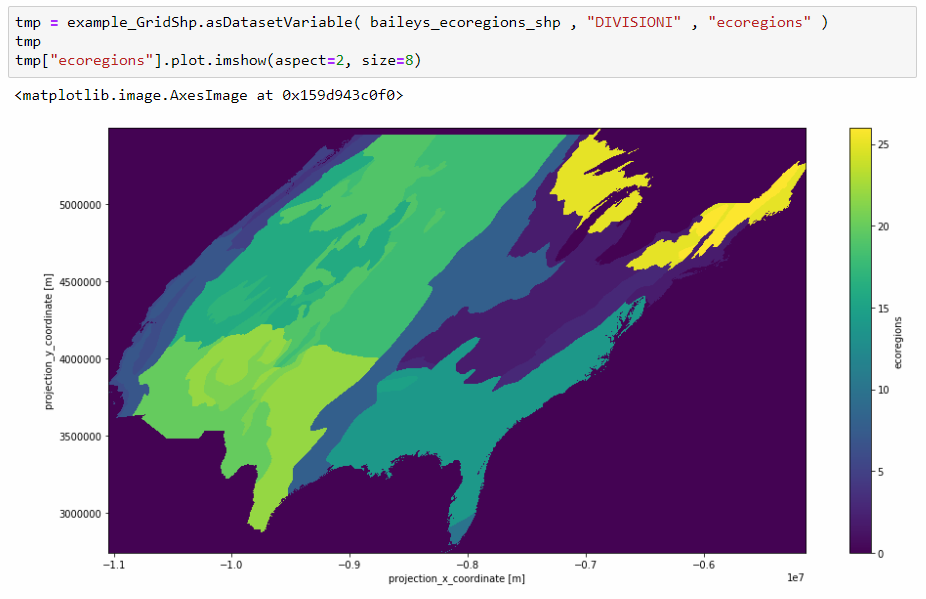 tmp = example_GridShp.asDatasetVariable( baileys_ecoregions_shp , "DIVISIONI" , "ecoregions" )
tmp
tmp["ecoregions"].plot.imshow(aspect=2, size=8)
<matplotlib.image.AxesImage at 0x159d943c0f0>
5000000
4500000
4000000
3500000
3000000
projection_y_coordinate [m]
−1.1
−1.0
−0.9
−0.8
−0.7
−0.6
1e7
projection_x_coordinate [m]
25
20
15
10
5
0
ecoregions